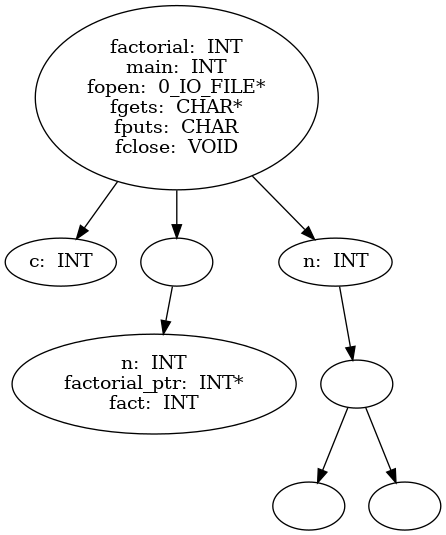 factorial:  INT
main:  INT
fopen:  0_IO_FILE*
fgets:  CHAR*
fputs:  CHAR
fclose:  VOID
c:  INT
n:  INT
n:  INT
factorial_ptr:  INT*
fact:  INT